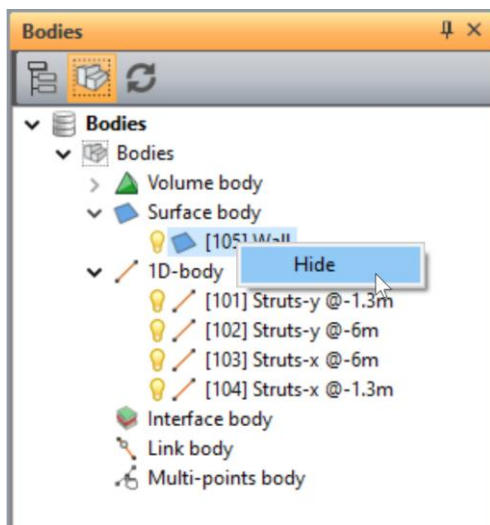 Bodies
Bodies
Bodies
Volume body
Surface body
[105] Wall
Hide
1D-body
[101] Struts-y @-1.3m
[102] Struts-y @-6m
[103] Struts-x @-6m
[104] Struts-x @-1.3m
Interface body
Link body
Multi-points body